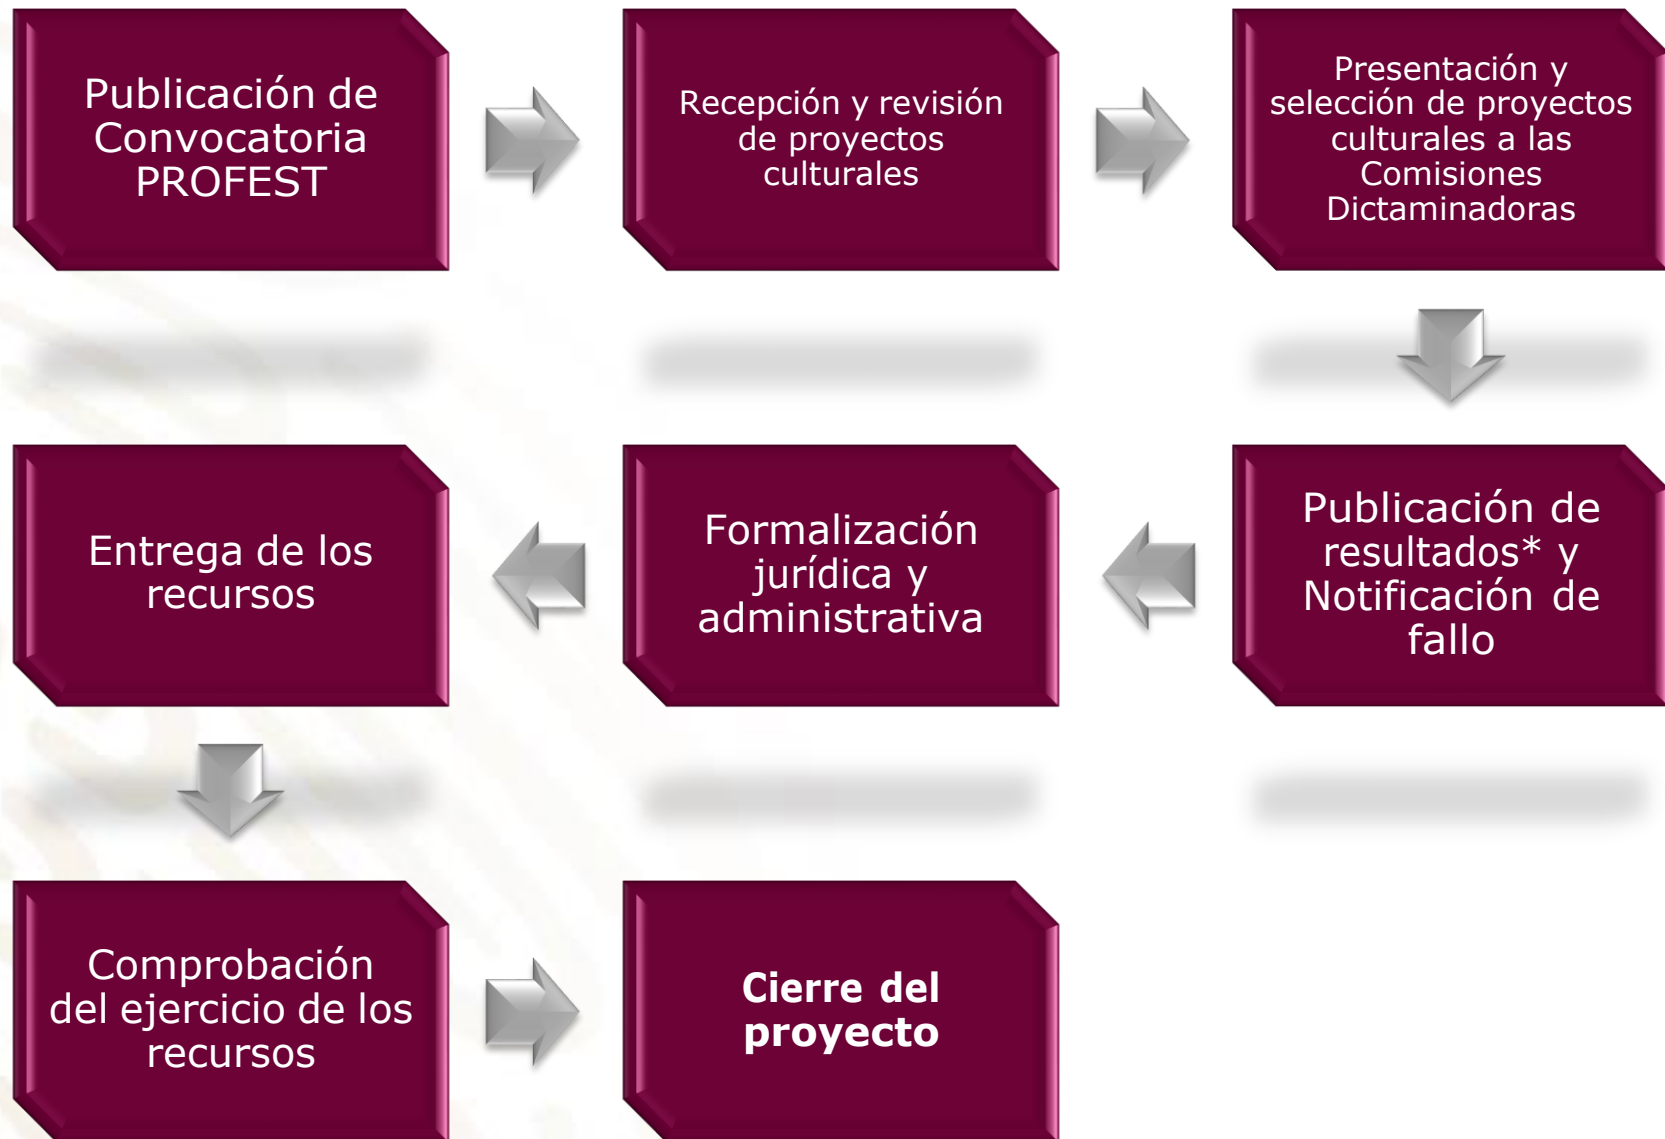 Publicación de
Convocatoria
PROFEST
Recepción y revisión
de proyectos
culturales
Presentación y
selección de proyectos
culturales a las
Comisiones
Dictaminadoras
Publicación de
resultados* y
Notificación de
fallo
Formalización
jurídica y
administrativa
Entrega de los
recursos
Comprobación
del ejercicio de los
recursos
Cierre del
proyecto